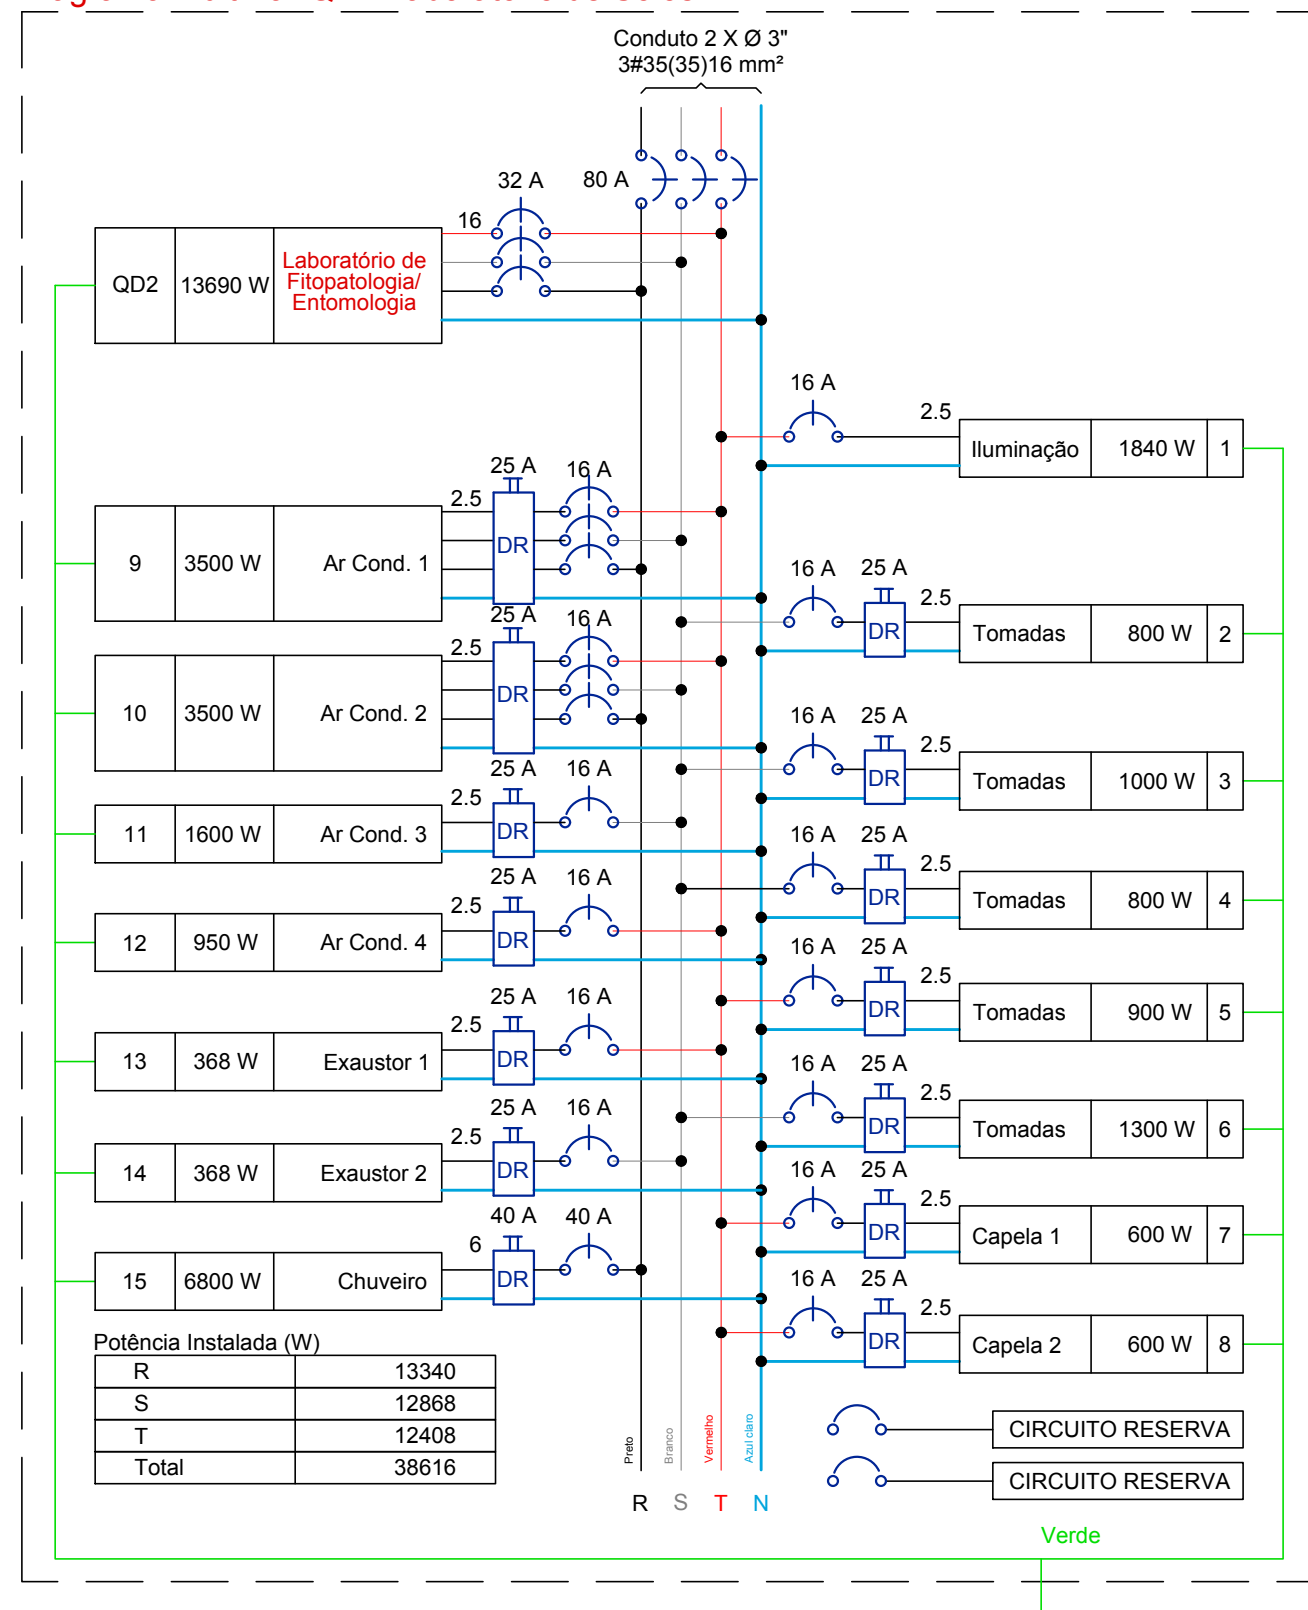 Conduto 2 X Ø 3"
3#35(35)16 mm²
32 A
80 A
16
QD2 13690 W Laboratório de
Fitopatologia/
Entomologia
16 A
2.5
Iluminação 1840 W 1
25 A 16 A
2.5
DR
9 3500 W Ar Cond. 1
16 A 25 A
2.5
DR
Tomadas 800 W 2
25 A 16 A
2.5
DR
10 3500 W Ar Cond. 2
16 A 25 A
2.5
DR
Tomadas 1000 W 3
25 A 16 A
2.5
DR
11 1600 W Ar Cond. 3
16 A 25 A
2.5
DR
Tomadas 800 W 4
25 A 16 A
2.5
DR
12 950 W Ar Cond. 4
16 A 25 A
2.5
DR
Tomadas 900 W 5
25 A 16 A
2.5
DR
13 368 W Exaustor 1
16 A 25 A
2.5
DR
Tomadas 1300 W 6
25 A 16 A
2.5
DR
14 368 W Exaustor 2
16 A 25 A
2.5
DR
Capela 1 600 W 7
40 A 40 A
6
DR
15 6800 W Chuveiro
16 A 25 A
2.5
DR
Capela 2 600 W 8
Potência Instalada (W)
R 13340
S 12868
T 12408
Total 38616
Preto
Branco
Vermelho
Azul claro
R S T N
CIRCUITO RESERVA
CIRCUITO RESERVA
Verde